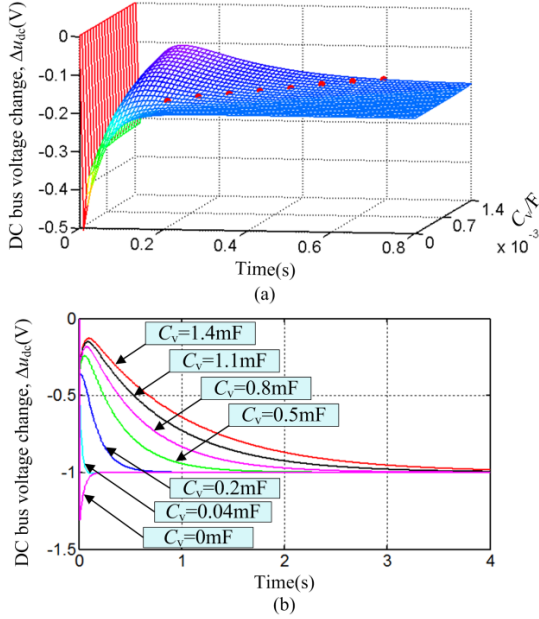 DC bus voltage change, Δudc(V)
0
-0.1
-0.2
-0.3
-0.4
-0.5
0
0.2
0.4
0.6
0.8
0
0.7
1.4
x 10⁻³
Cv/F
Time(s)
(a)
DC bus voltage change, Δudc(V)
0
-0.5
-1
-1.5
Cv=1.4mF
Cv=1.1mF
Cv=0.8mF
Cv=0.5mF
Cv=0.2mF
Cv=0.04mF
Cv=0mF
0
1
2
3
4
Time(s)
(b)